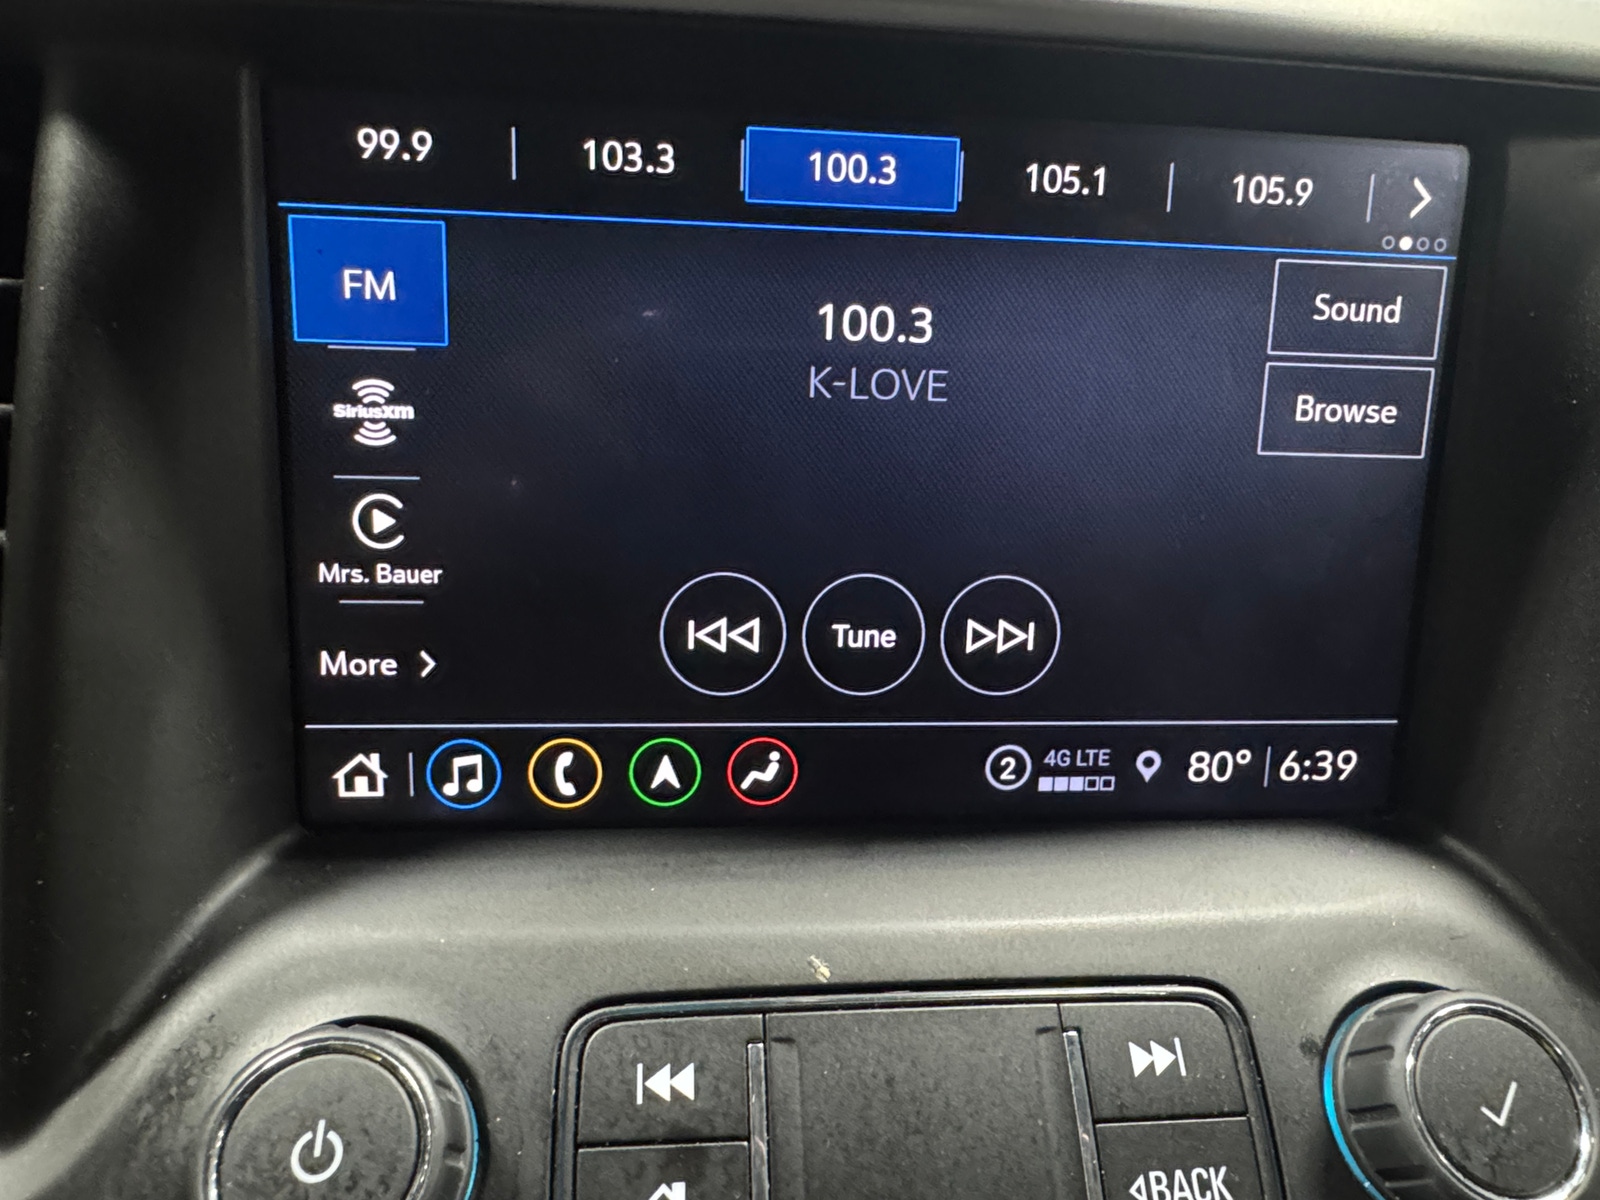 99.9 103.3 100.3 105.1 105.9
FM
100.3
K-LOVE
Sound
Browse
SiriusXM
Mrs. Bauer
More
Tune
2 4G LTE 80° 6:39
BACK